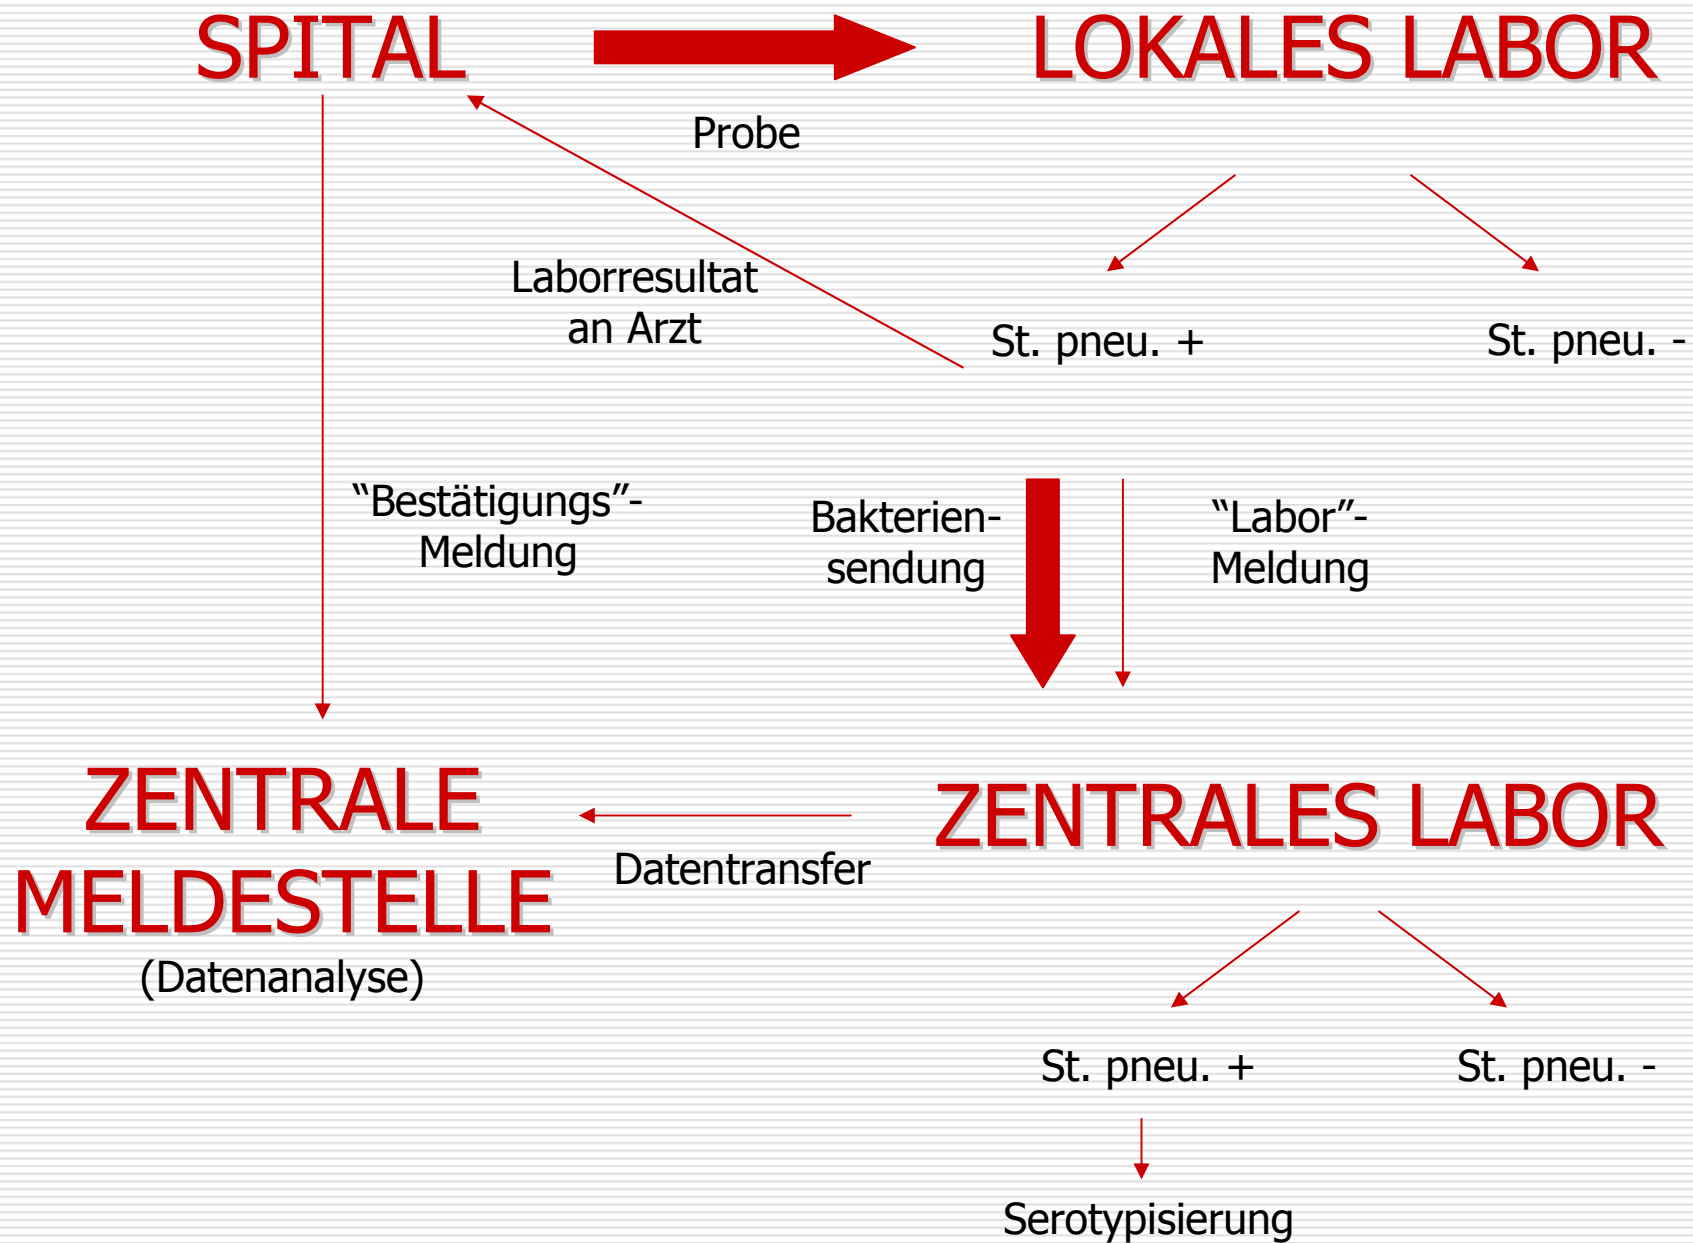 SPITAL
LOKALES LABOR
Probe
Laborresultat
an Arzt
St. pneu. +
St. pneu. -
“Bestätigungs”-
Meldung
Bakterien-
sendung
“Labor”-
Meldung
ZENTRALE
MELDESTELLE
(Datenanalyse)
Datentransfer
ZENTRALES LABOR
St. pneu. +
St. pneu. -
Serotypisierung